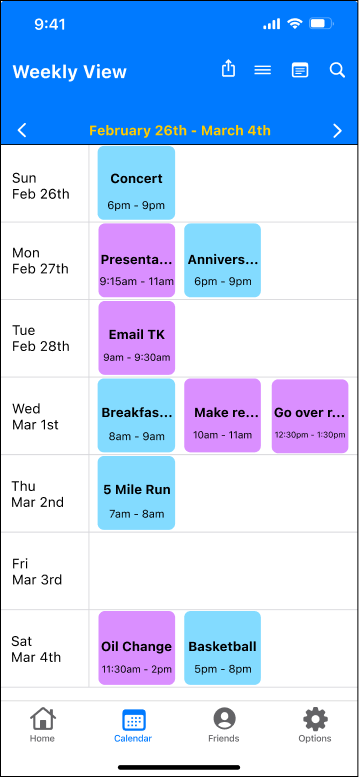 9:41
Weekly View
February 26th - March 4th
Sun
Feb 26th
Concert
6pm - 9pm
Mon
Feb 27th
Presenta...
9:15am - 11am
Annivers...
6pm - 9pm
Tue
Feb 28th
Email TK
9am - 9:30am
Wed
Mar 1st
Breakfas...
8am - 9am
Make re...
10am - 11am
Go over r...
12:30pm - 1:30pm
Thu
Mar 2nd
5 Mile Run
7am - 8am
Fri
Mar 3rd
Sat
Mar 4th
Oil Change
11:30am - 2pm
Basketball
5pm - 8pm
Home
Calendar
Friends
Options